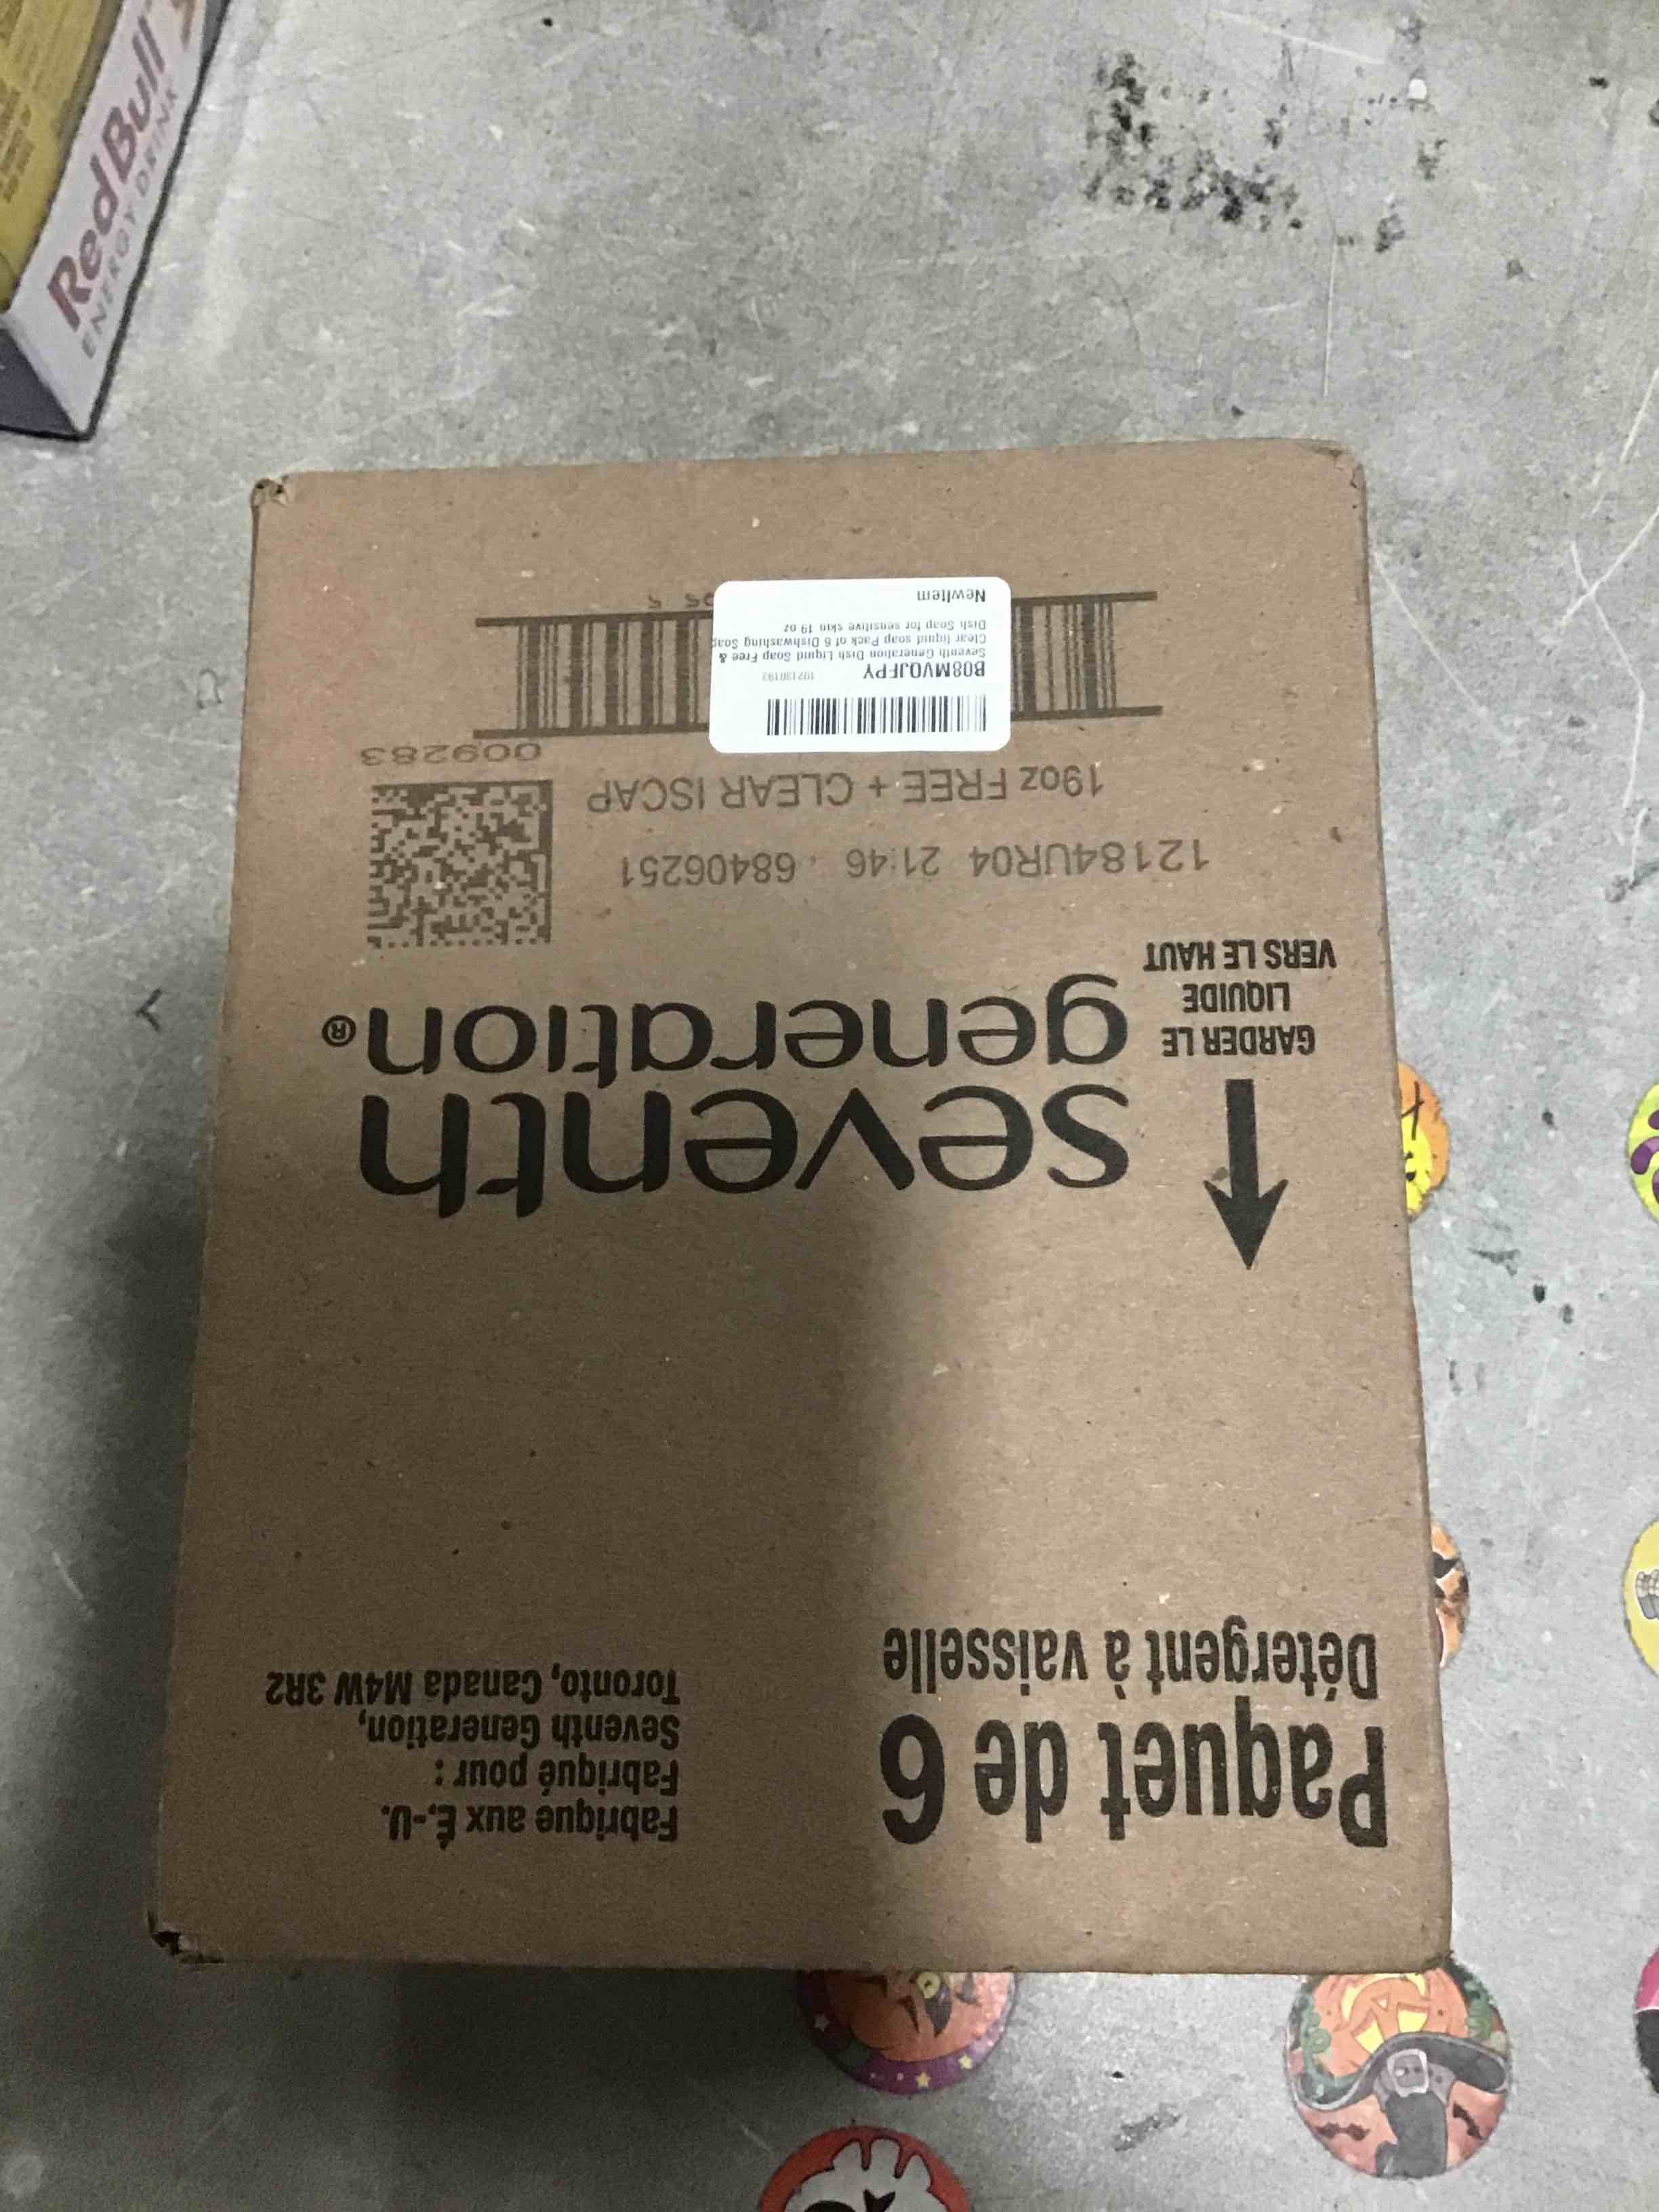 Red Bull
ENERGY DRINK
Paquet de 6
Détergent à vaisselle
Fabriqué aux É.-U.
Fabriqué pour :
Seventh Generation,
Toronto, Canada M4W 3R2
seventh
generation®
GARDER LE
LIQUIDE
VERS LE HAUT
12184UR04 21:46 68406251
19oz FREE + CLEAR ISCAP
009283
B08MVQJFPY
Seventh Generation Dish Liquid Soap Free &
Clear liquid soap Pack of 6 Dishwashing Soap
Dish Soap for sensitive skin 19 oz
NewItem